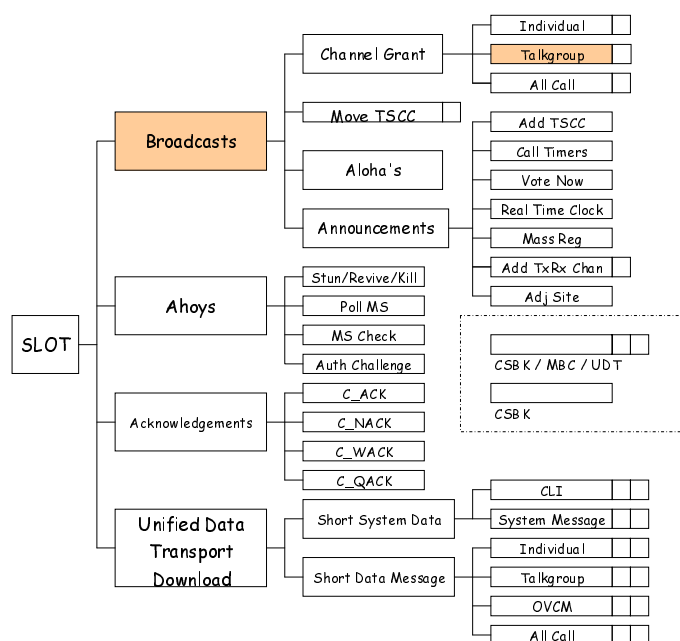 Individual
Channel Grant
Talkgroup
All Call
Move TSCC
Broadcasts
Aloha's
Announcements
Add TSCC
Call Timers
Vote Now
Real Time Clock
Mass Reg
Add TxRx Chan
Adj Site
SLOT
Ahoys
Stun/Revive/Kill
Poll MS
MS Check
Auth Challenge
CSBK / MBC / UDT
CSBK
Acknowledgements
C_ACK
C_NACK
C_WACK
C_QACK
Unified Data
Transport
Download
Short System Data
CLI
System Message
Short Data Message
Individual
Talkgroup
OVCM
All Call